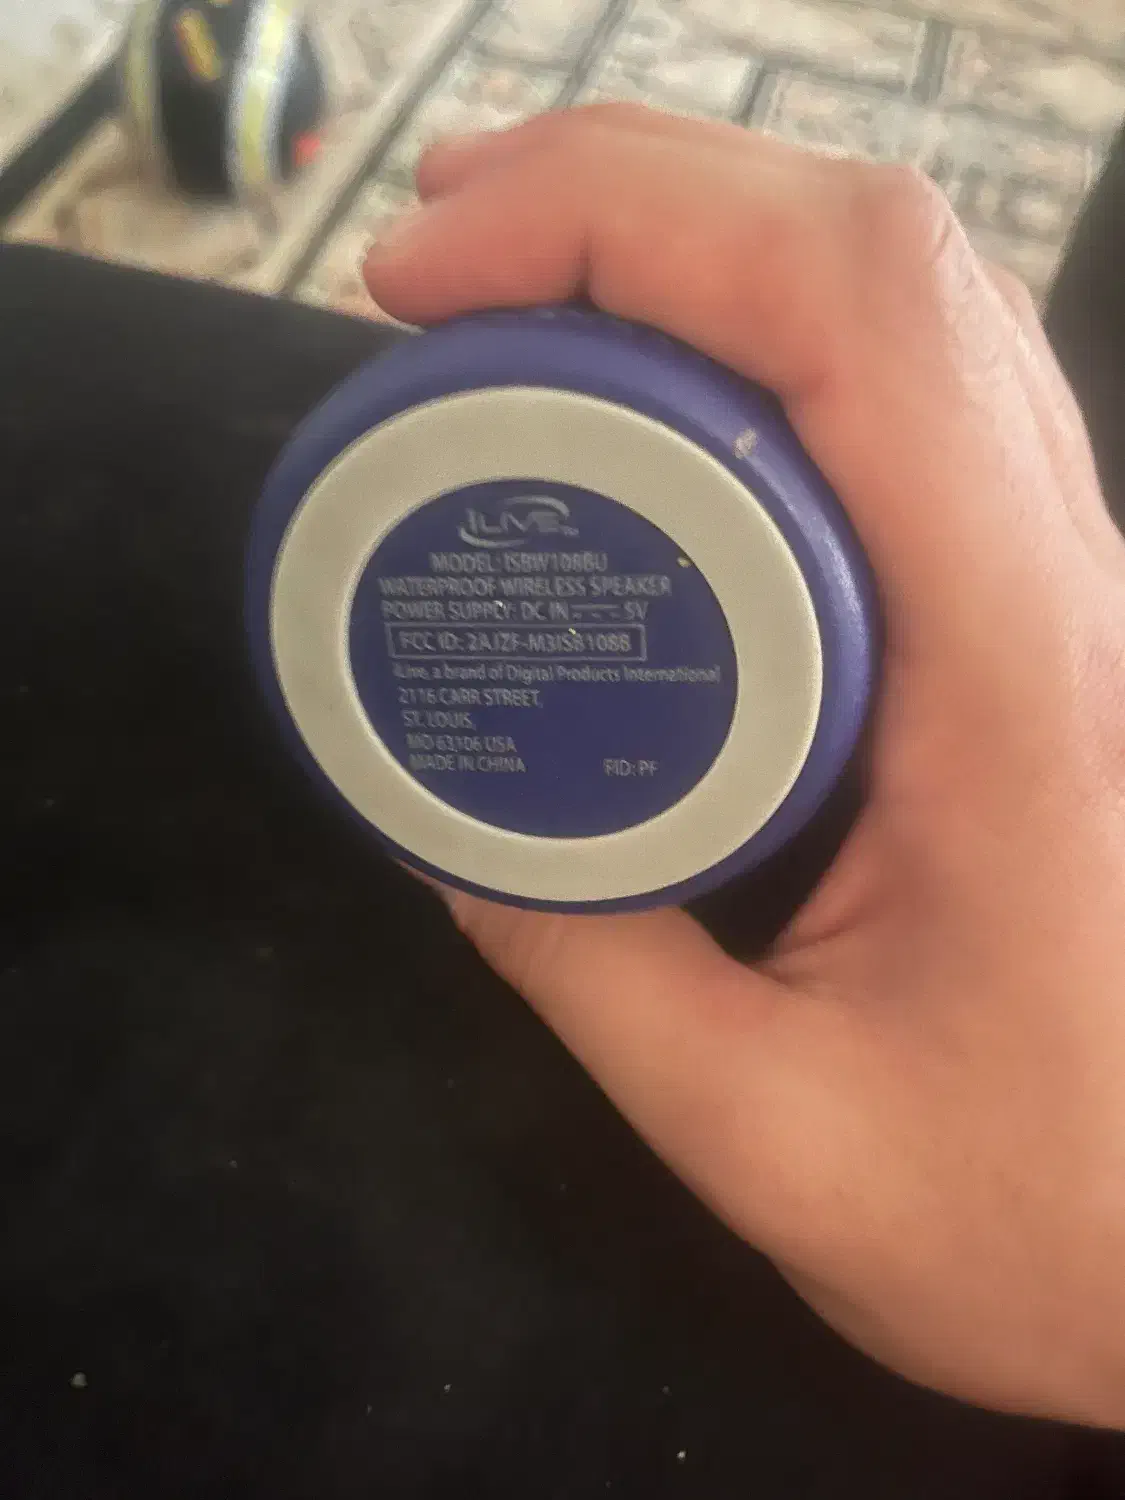 iLIVE™
MODEL: ISBW108BU
WATERPROOF WIRELESS SPEAKER
POWER SUPPLY: DC IN 5V
FCC ID: 2AJZF-M3ISB108B
iLive, a brand of Digital Products International
2116 CARR STREET,
ST. LOUIS,
MO 63106 USA
MADE IN CHINA FID: PF